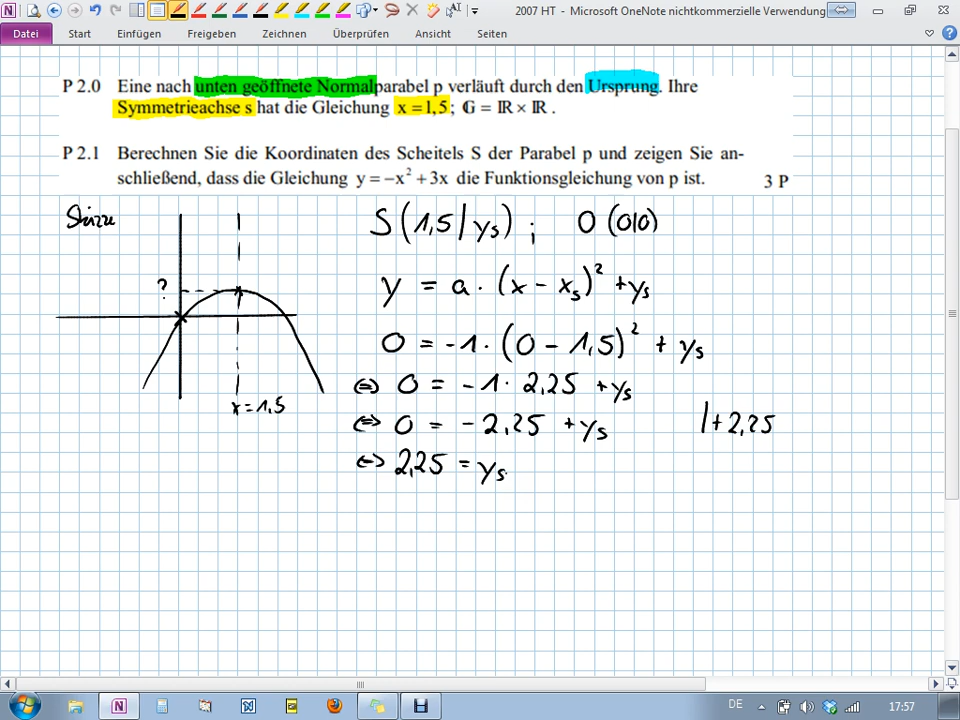 2007 HT - Microsoft OneNote nichtkommerzielle Verwendung
Datei Start Einfügen Freigeben Zeichnen Überprüfen Ansicht Seiten
P 2.0 Eine nach unten geöffnete Normalparabel p verläuft durch den Ursprung. Ihre
Symmetrieachse s hat die Gleichung x = 1,5; G = ℝ × ℝ .
P 2.1 Berechnen Sie die Koordinaten des Scheitels S der Parabel p und zeigen Sie an-
schließend, dass die Gleichung y = -x² + 3x die Funktionsgleichung von p ist. 3 P
Skizze
?
x = 1,5
S (1,5 / ys) ; O (0|0)
y = a · (x - xs)² + ys
0 = -1 · (0 - 1,5)² + ys
⇔ 0 = -1 · 2,25 + ys
⇔ 0 = -2,25 + ys |+ 2,25
⇔ 2,25 = ys
DE 17:57